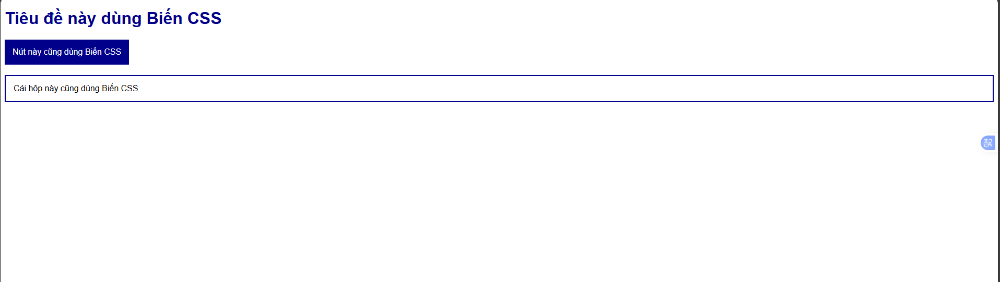 Tiêu đề này dùng Biến CSS
Nút này cũng dùng Biến CSS
Cái hộp này cũng dùng Biến CSS